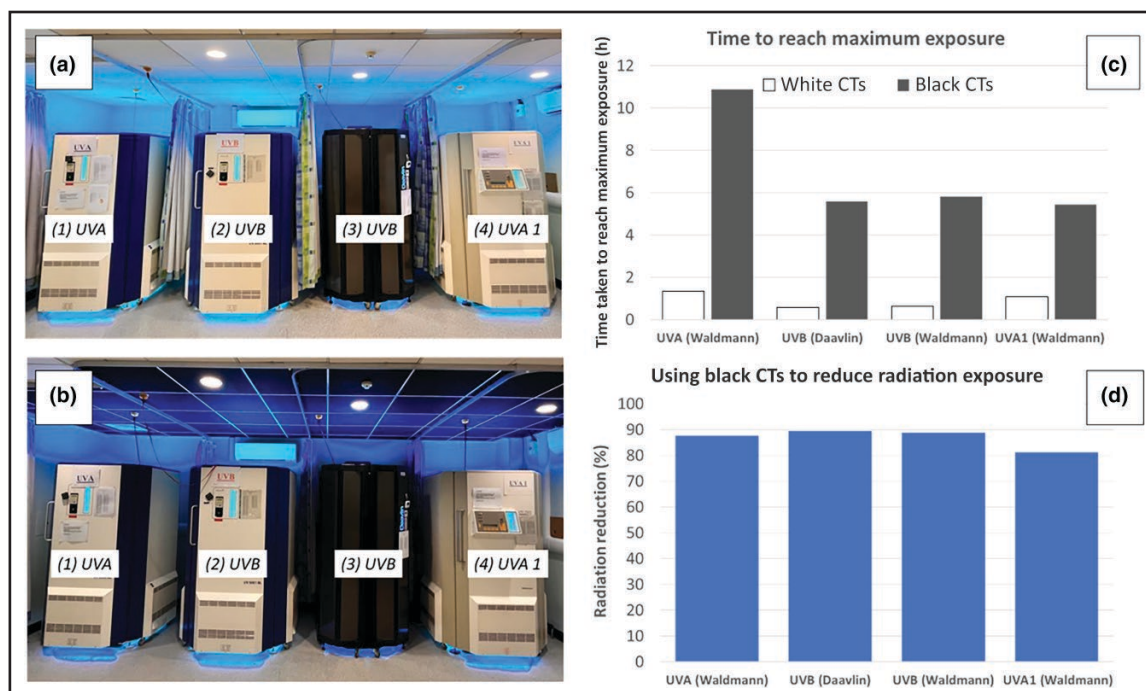 (a)
(1) UVA
(2) UVB
(3) UVB
(4) UVA 1
UVA
UVB
UVA1
(b)
(1) UVA
(2) UVB
(3) UVB
(4) UVA 1
UVA
UVB
UVA1
Time to reach maximum exposure
(c)
White CTs
Black CTs
Time taken to reach maximum exposure (h)
12
10
8
6
4
2
0
UVA (Waldmann)
UVB (Daavlin)
UVB (Waldmann)
UVA1 (Waldmann)
Using black CTs to reduce radiation exposure
(d)
Radiation reduction (%)
100
90
80
70
60
50
40
30
20
10
0
UVA (Waldmann)
UVB (Daavlin)
UVB (Waldmann)
UVA1 (Waldmann)